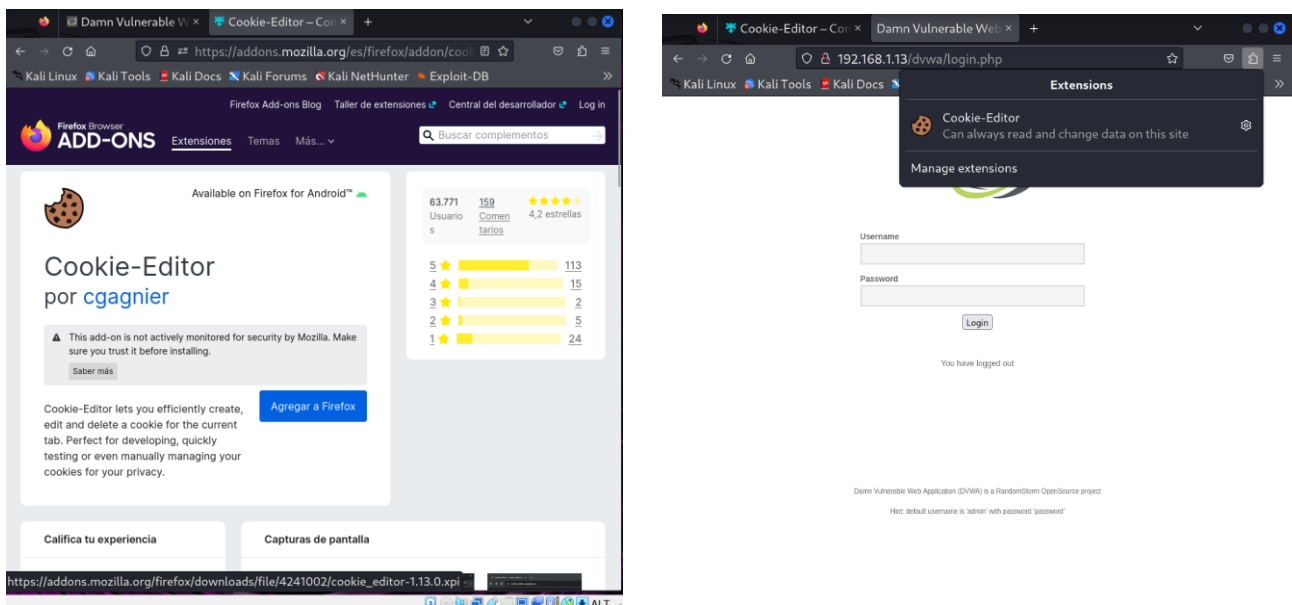 Damn Vulnerable W
Cookie-Editor – Con
https://addons.mozilla.org/es/firefox/addon/cook
Kali Linux Kali Tools Kali Docs Kali Forums Kali NetHunter Exploit-DB
Firefox Add-ons Blog Taller de extensiones Central del desarrollador Log in
Firefox Browser
ADD-ONS
Extensiones Temas Más...
Buscar complementos
Available on Firefox for Android™
Cookie-Editor
por cgagnier
This add-on is not actively monitored for security by Mozilla. Make
sure you trust it before installing.
Saber más
Cookie-Editor lets you efficiently create,
edit and delete a cookie for the current
tab. Perfect for developing, quickly
testing or even manually managing your
cookies for your privacy.
Agregar a Firefox
63.771 159
Usuario Comen 4,2 estrellas
s tarios
5 113
4 15
3 2
2 5
1 24
Califica tu experiencia
Capturas de pantalla
https://addons.mozilla.org/firefox/downloads/file/4241002/cookie_editor-1.13.0.xpi
ALT
Cookie-Editor – Con
Damn Vulnerable Web
192.168.1.13/dvwa/login.php
Kali Linux Kali Tools Kali Docs
Extensions
Cookie-Editor
Can always read and change data on this site
Manage extensions
Username
Password
Login
You have logged out
Damn Vulnerable Web Application (DVWA) is a RandomStorm OpenSource project
Hint: default username is 'admin' with password 'password'